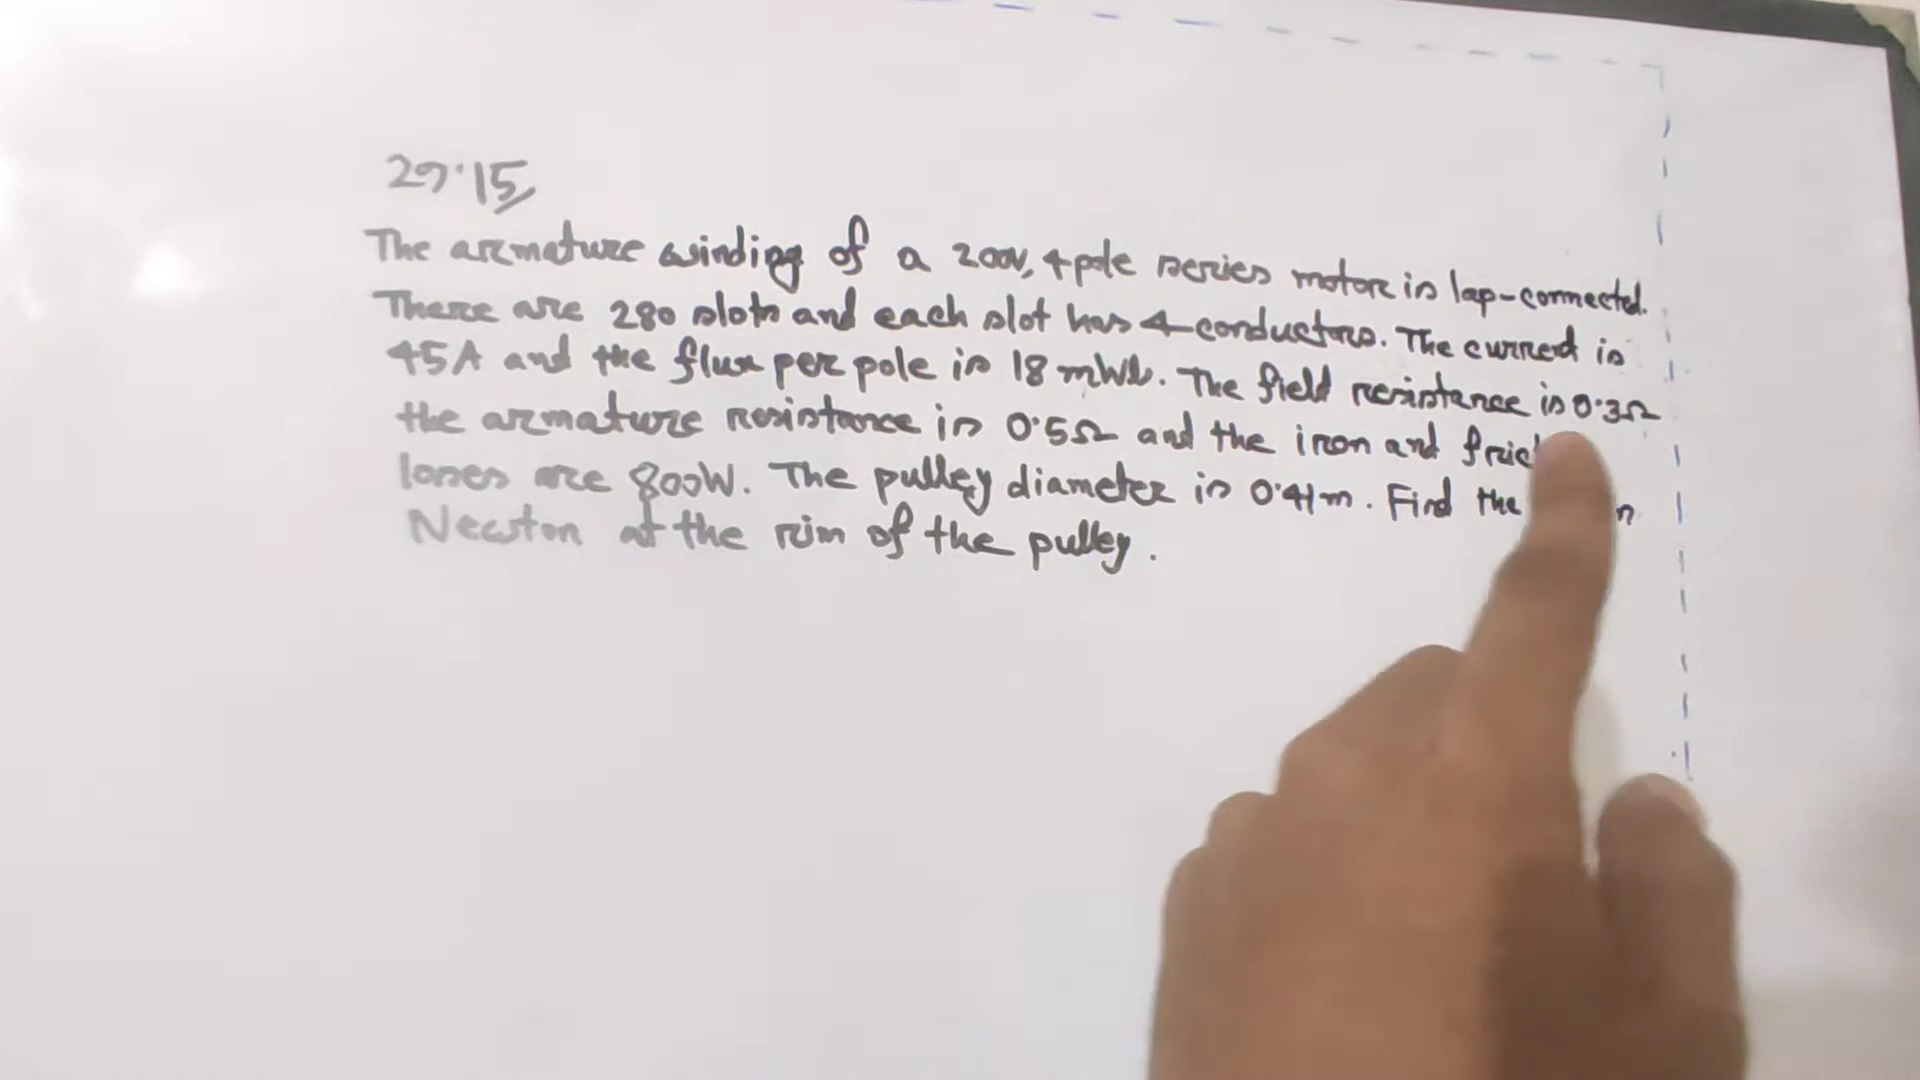 29.15
The armature winding of a 200V, 4 pole series motor is lap-connected.
There are 280 slots and each slot has 4 conductors. The current is
45A and the flux per pole is 18 mWb. The field resistance is 0.3Ω
the armature resistance is 0.5Ω and the iron and
losses are 800W. The pulley diameter is 0.41m. Find the
Newton at the rim of the pulley.